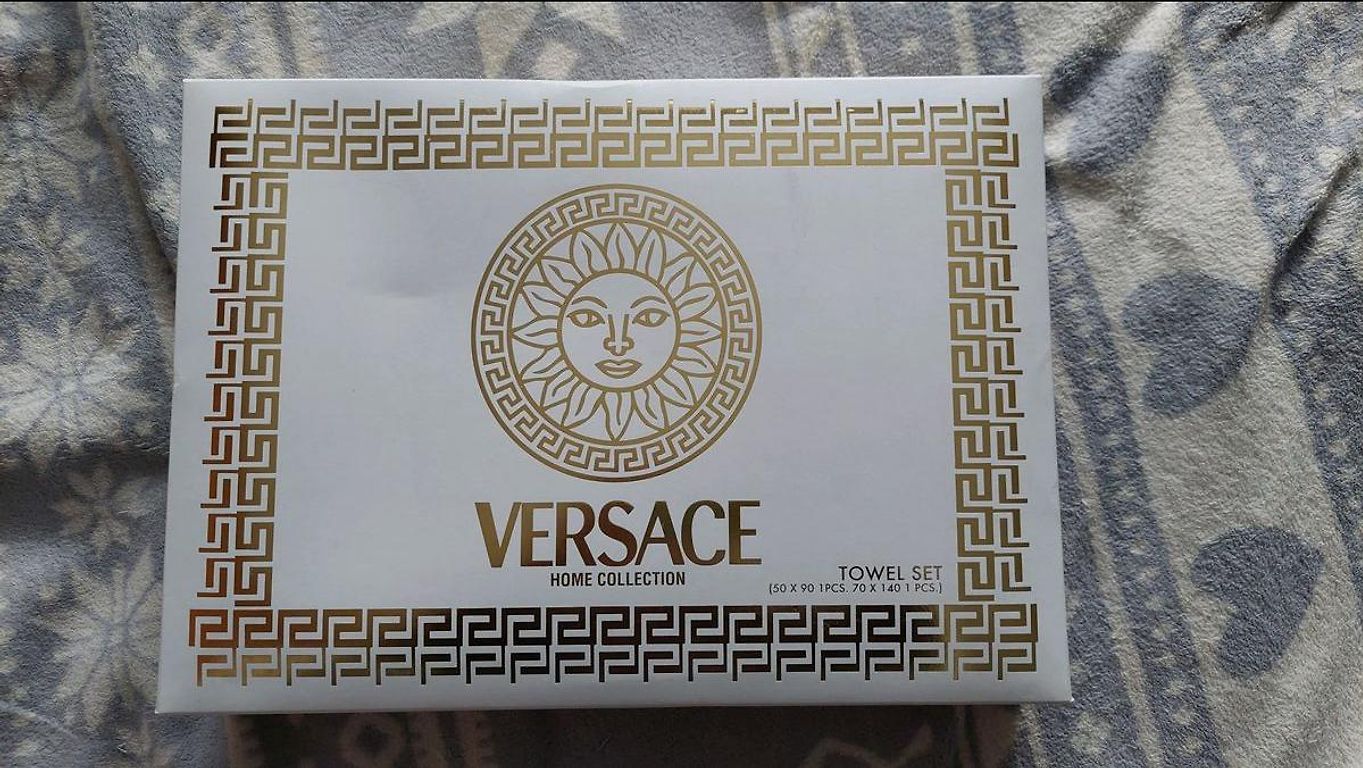 VERSACE
HOME COLLECTION
TOWEL SET
(50 X 90 1PCS. 70 X 140 1 PCS.)